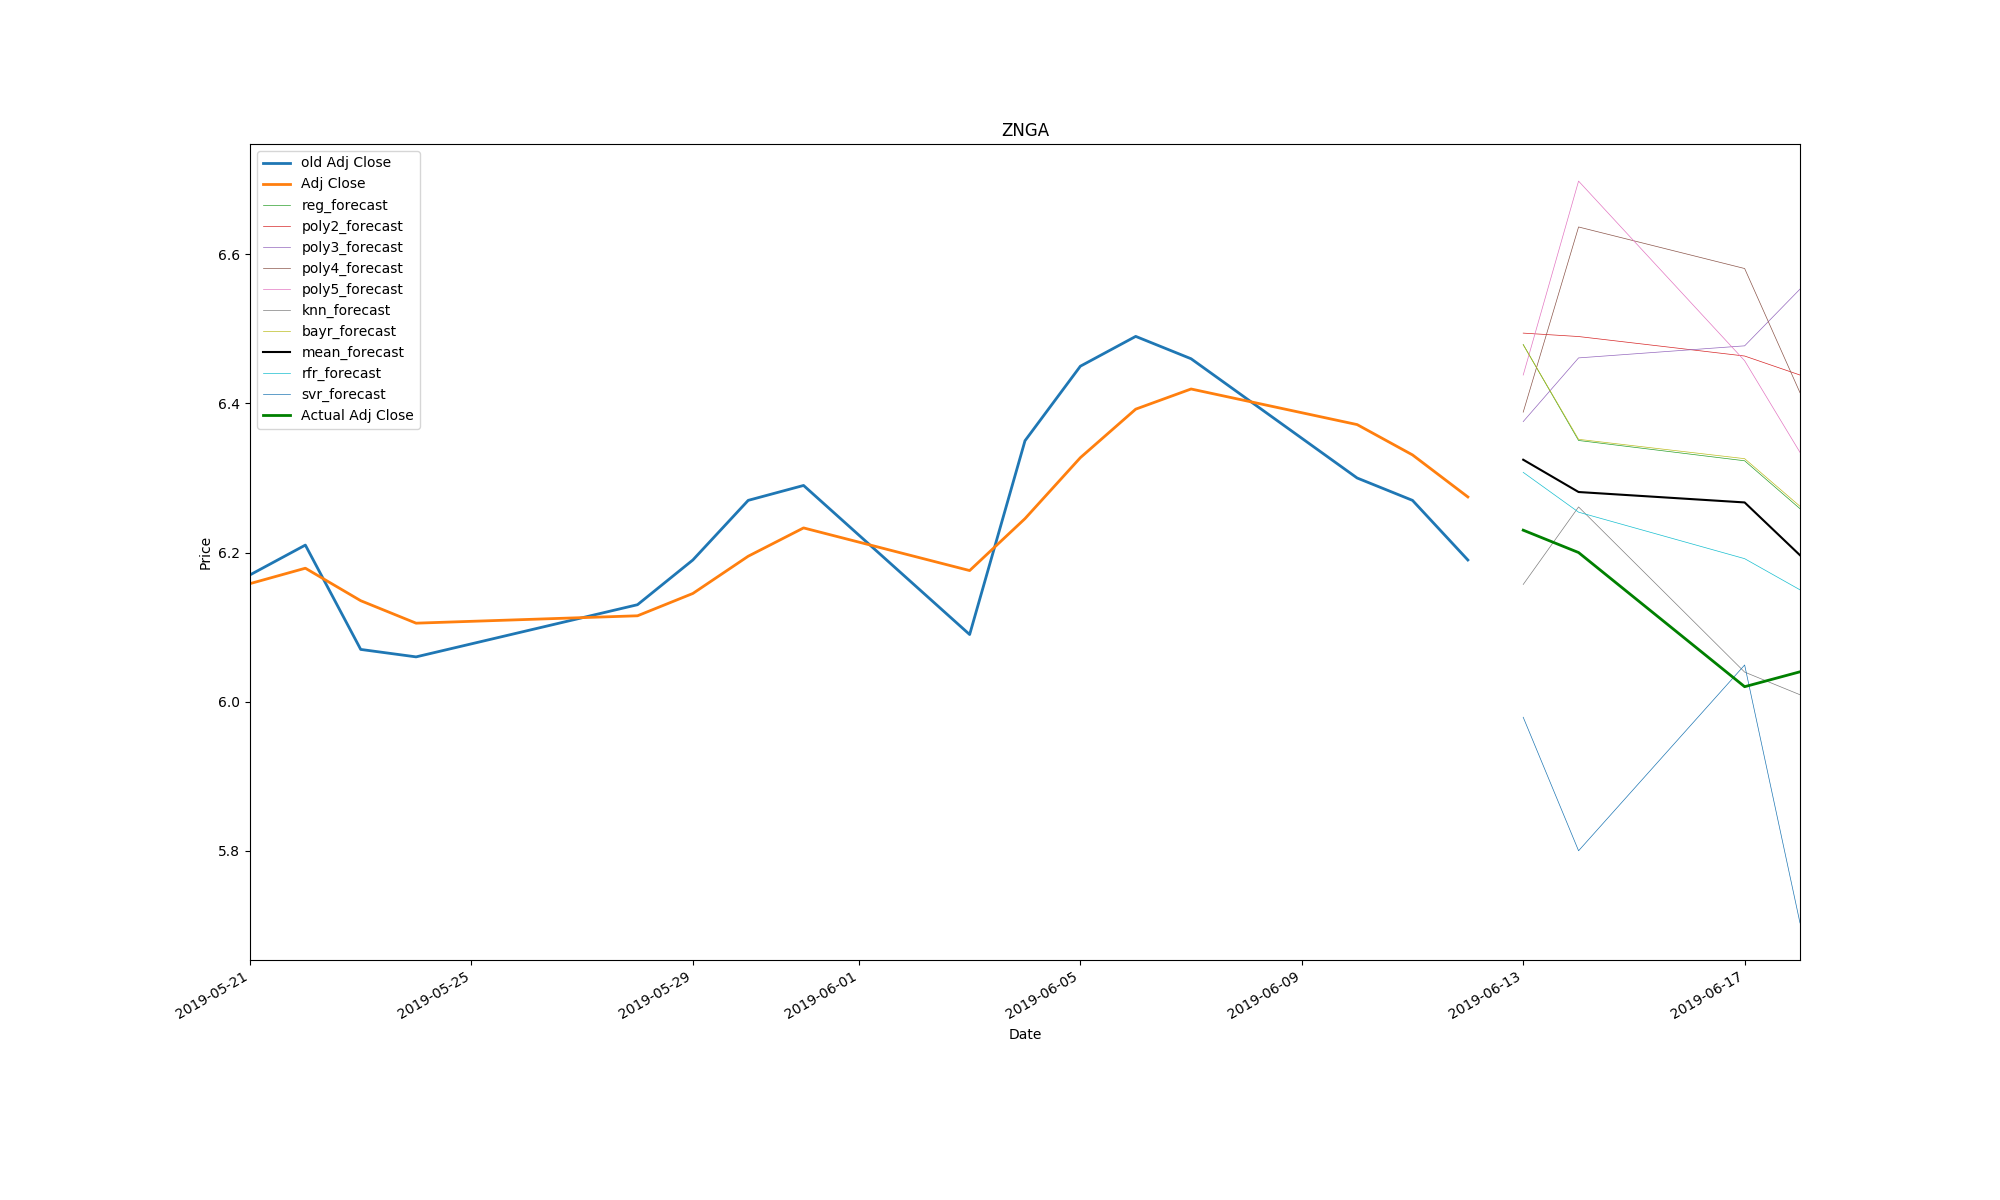 ZNGA
old Adj Close
Adj Close
reg_forecast
poly2_forecast
poly3_forecast
poly4_forecast
poly5_forecast
knn_forecast
bayr_forecast
mean_forecast
rfr_forecast
svr_forecast
Actual Adj Close
6.6
6.4
6.2
6.0
5.8
Price
2019-05-21
2019-05-25
2019-05-29
2019-06-01
2019-06-05
2019-06-09
2019-06-13
2019-06-17
Date